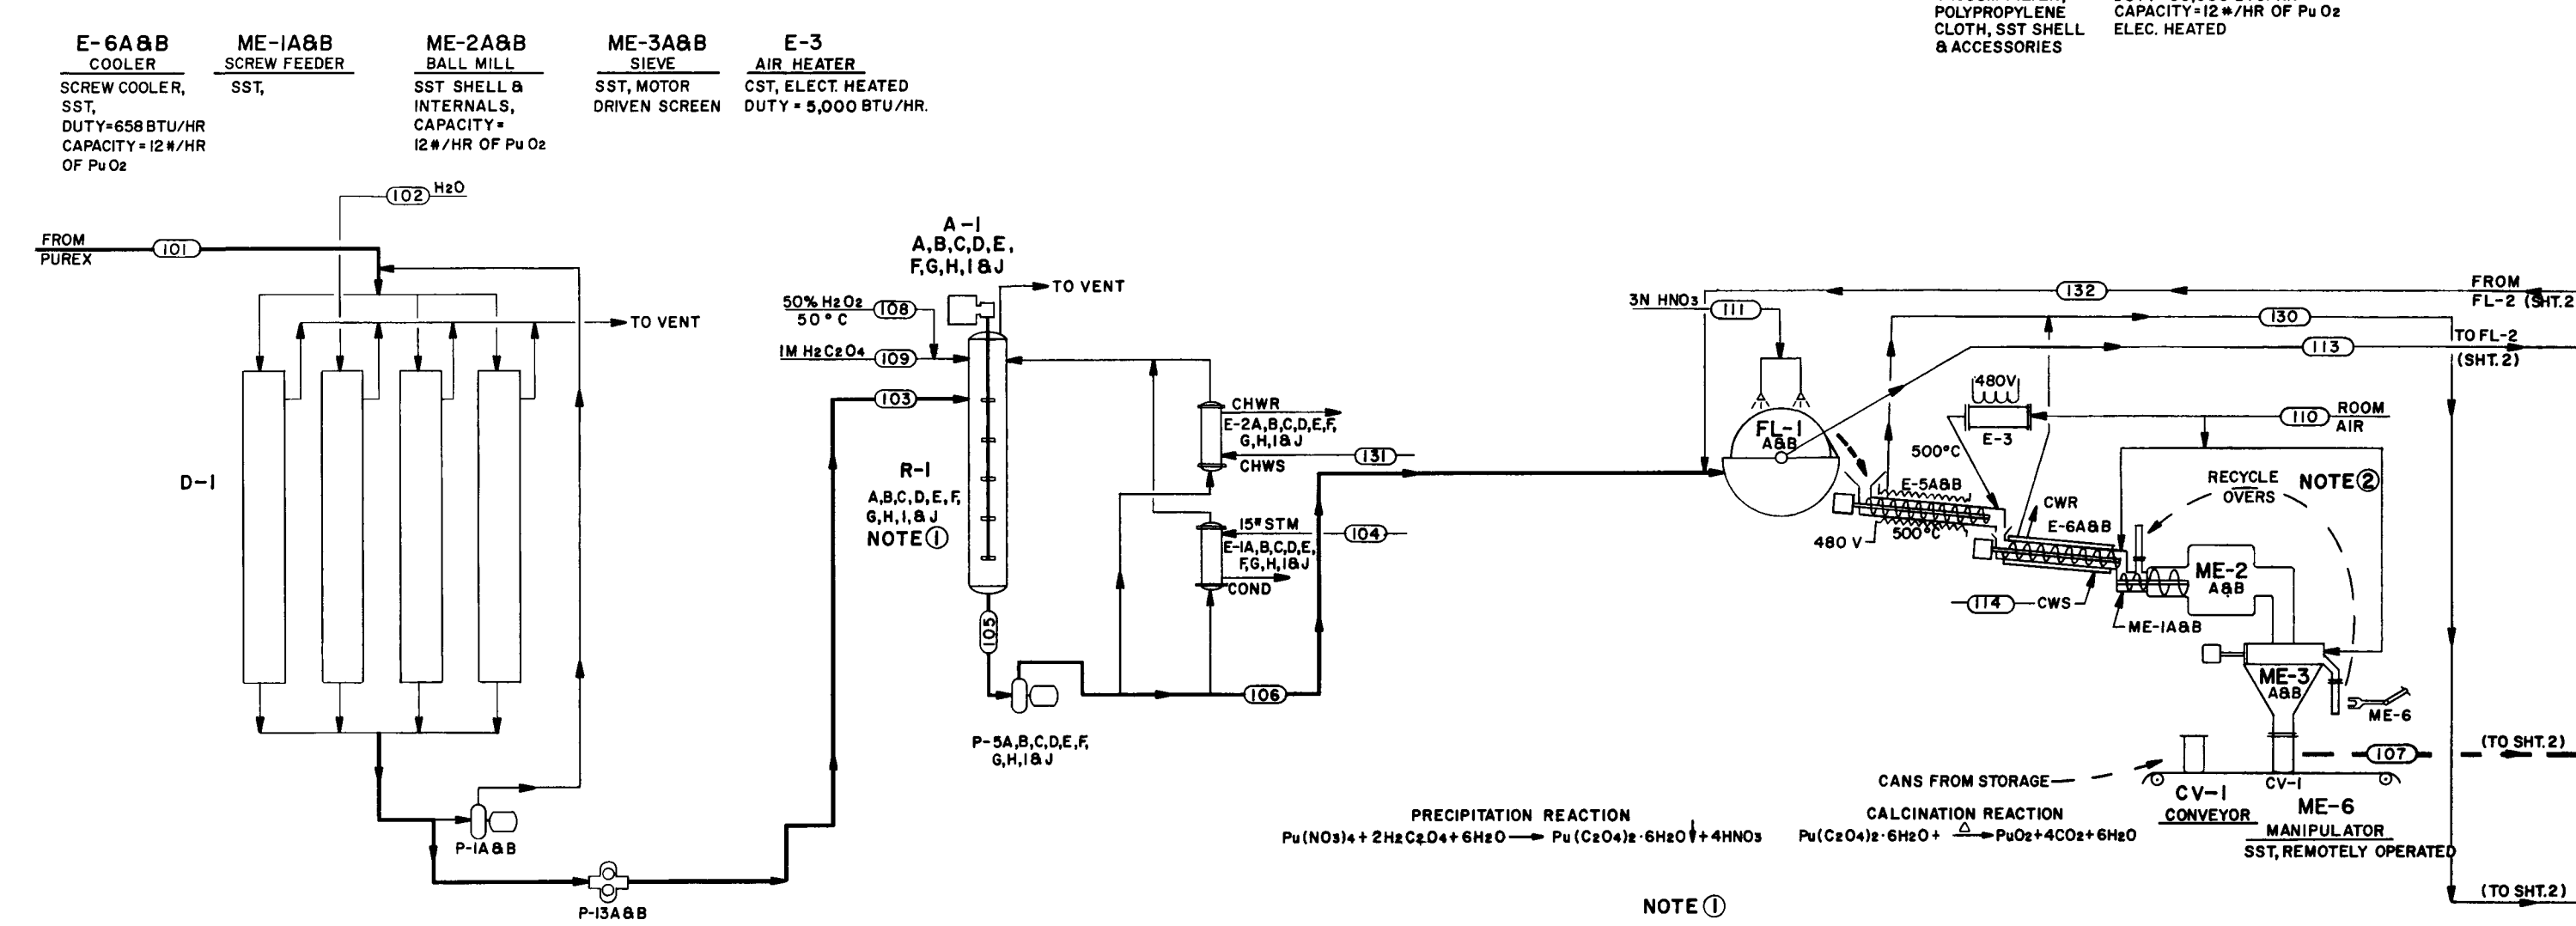 POLYPROPYLENE
CLOTH, SST SHELL
& ACCESSORIES
CAPACITY=12#/HR OF PuO2
ELEC. HEATED
E-6A&B
COOLER
SCREW COOLER,
SST,
DUTY=658 BTU/HR
CAPACITY=12#/HR
OF PuO2
ME-1A&B
SCREW FEEDER
SST,
ME-2A&B
BALL MILL
SST SHELL &
INTERNALS,
CAPACITY=
12#/HR OF PuO2
ME-3A&B
SIEVE
SST, MOTOR
DRIVEN SCREEN
E-3
AIR HEATER
CST, ELECT. HEATED
DUTY = 5,000 BTU/HR.
102 H2O
FROM
PUREX
101
TO VENT
D-1
P-1A&B
P-13A&B
A-1
A,B,C,D,E,
F,G,H,I&J
TO VENT
50% H2O2
50°C
108
1M H2C2O4 109
103
R-1
A,B,C,D,E,F,
G,H,I,&J
NOTE 1
105
P-5A,B,C,D,E,F,
G,H,I&J
CHWR
E-2A,B,C,D,E,F,
G,H,I&J
CHWS
131
15# STM
104
E-1A,B,C,D,E,
F,G,H,I&J
COND
106
3N HNO3
111
132
FROM
FL-2 (SHT.2
130
TO FL-2
(SHT.2)
113
FL-1
A&B
480V
E-3
110 ROOM
AIR
500°C
E-5A&B
480 V
500°C
CWR
E-6A&B
114 CWS
RECYCLE
OVERS
NOTE 2
ME-2
A&B
ME-1A&B
ME-3
A&B
ME-6
107
(TO SHT.2)
CANS FROM STORAGE
CV-1
CV-1
CONVEYOR
ME-6
MANIPULATOR
SST, REMOTELY OPERATED
PRECIPITATION REACTION
Pu(NO3)4+2H2C2O4+6H2O → Pu(C2O4)2·6H2O↓+4HNO3
CALCINATION REACTION
Pu(C2O4)2·6H2O+ Δ→ PuO2+4CO2+6H2O
(TO SHT.2)
NOTE 1